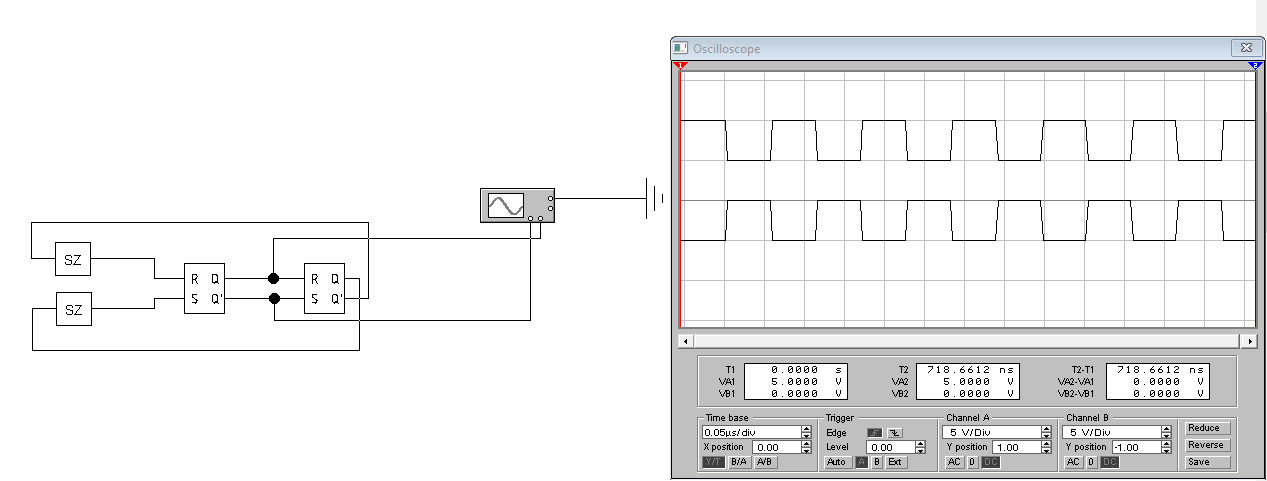 Oscilloscope
1
2
SZ
R Q
S Q'
R Q
S Q'
SZ
T1 0.0000 s
VA1 5.0000 V
VB1 0.0000 V
T2 718.6612 ns
VA2 5.0000 V
VB2 0.0000 V
T2-T1 718.6612 ns
VA2-VA1 0.0000 V
VB2-VB1 0.0000 V
Time base
0.05µs/div
X position 0.00
Y/T B/A A/B
Trigger
Edge
Level 0.00
Auto A B Ext
Channel A
5 V/Div
Y position 1.00
AC 0 DC
Channel B
5 V/Div
Y position -1.00
AC 0 DC
Reduce
Reverse
Save